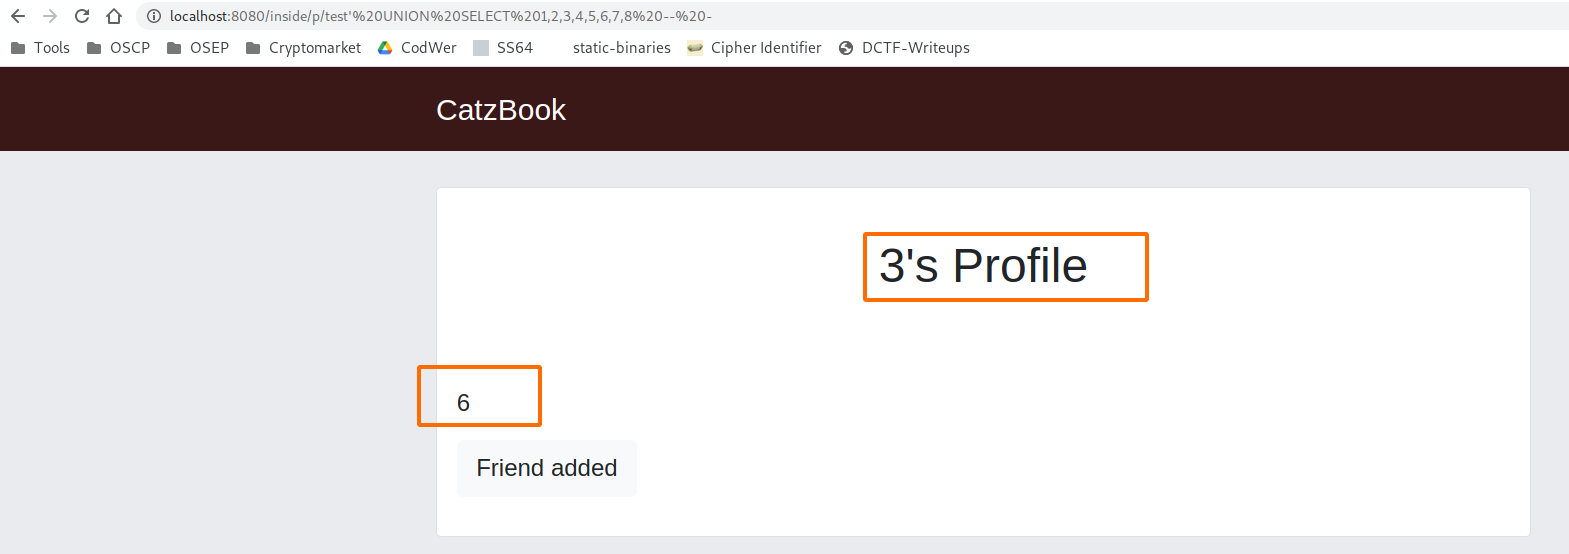 localhost:8080/inside/p/test'%20UNION%20SELECT%201,2,3,4,5,6,7,8%20--%20-
Tools OSCP OSEP Cryptomarket CodWer SS64 static-binaries Cipher Identifier DCTF-Writeups
CatzBook
3's Profile
6
Friend added